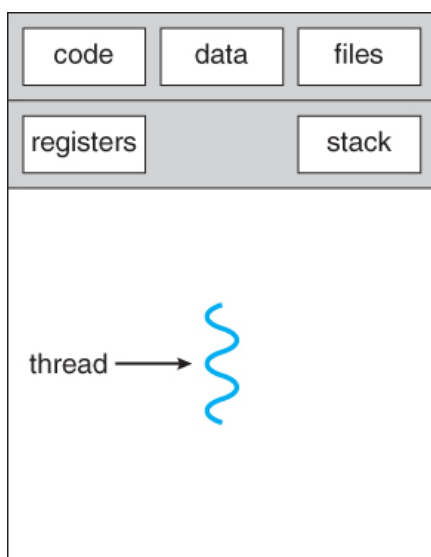 code data files
registers stack
thread